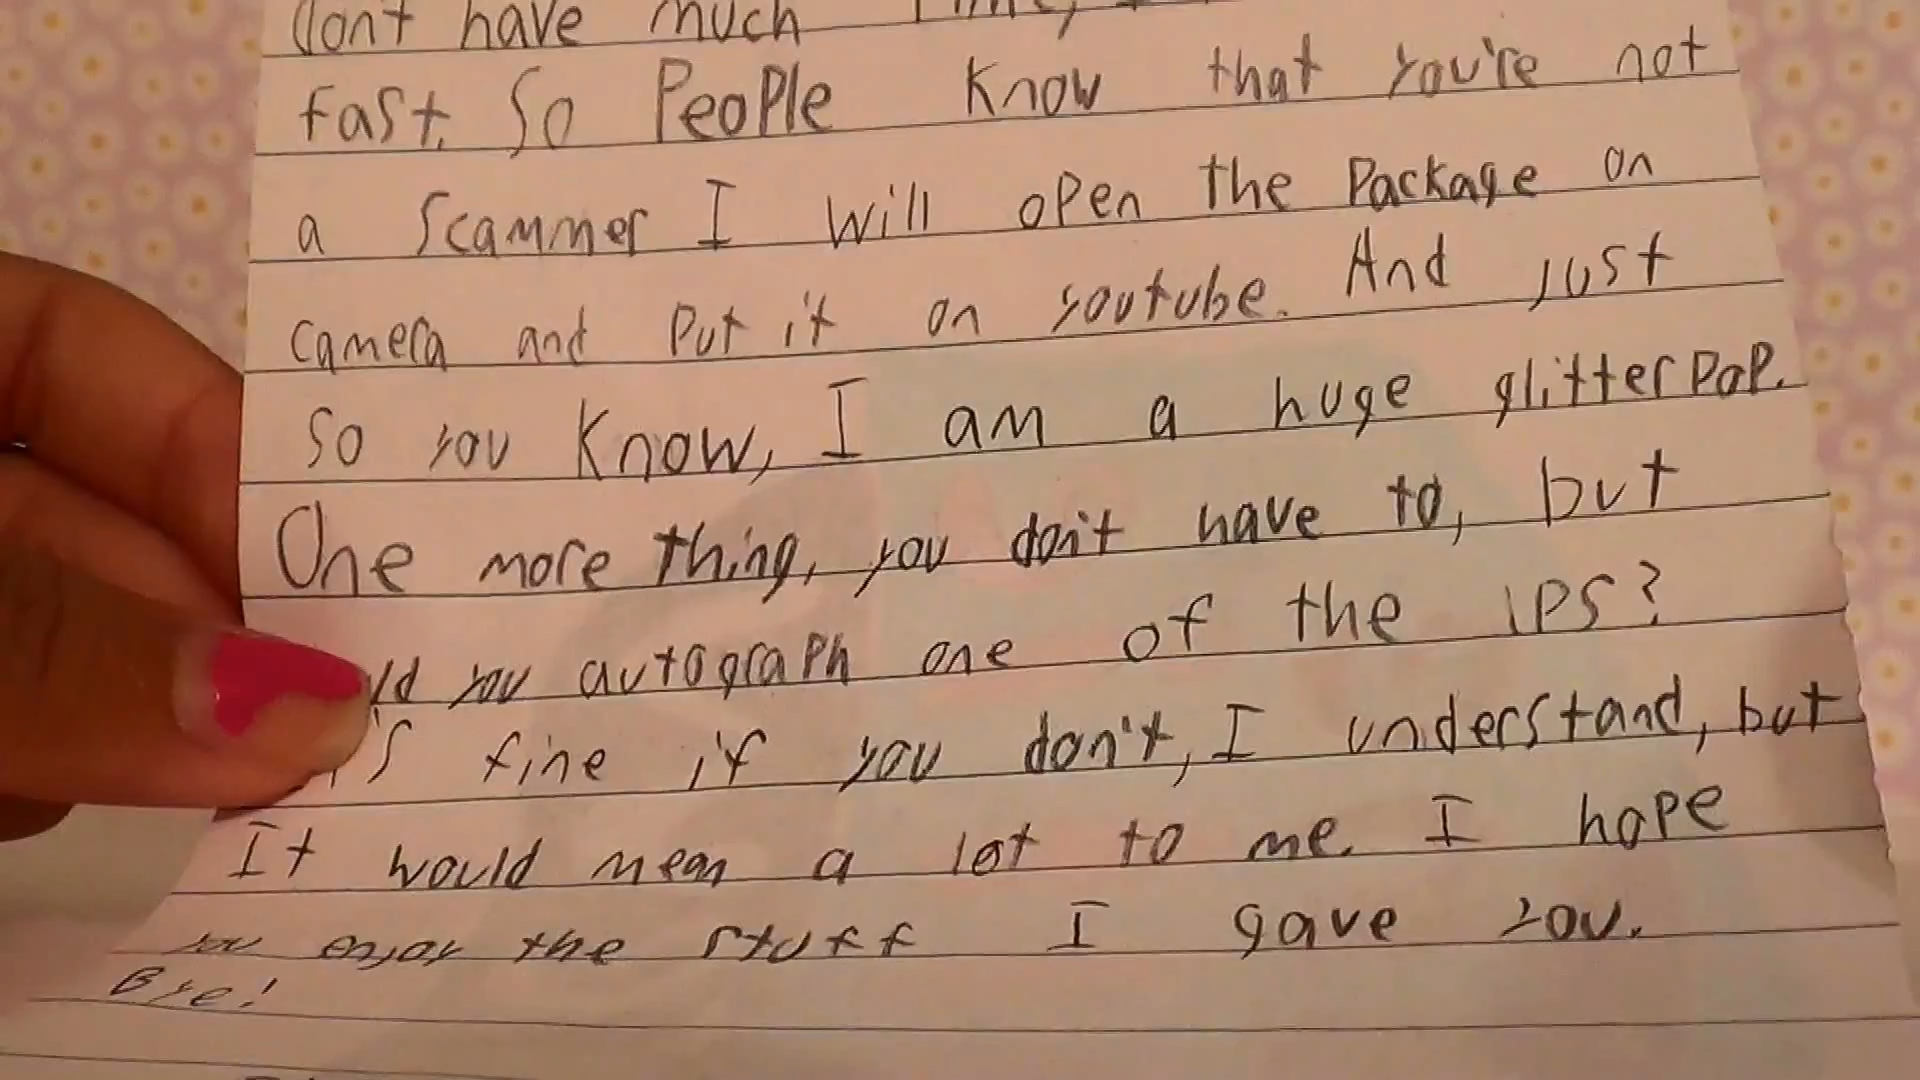 don't have much
fast. So People know that you're not
a scammer I will open the Package on
camera and Put it on youtube. And just
so you know, I am a huge glitterpop.
One more thing, you don't have to, but
you autograph one of the lps?
fine if you don't, I understand, but
It would mean a lot to me. I hope
you enjoy the stuff I gave you.
Bye!